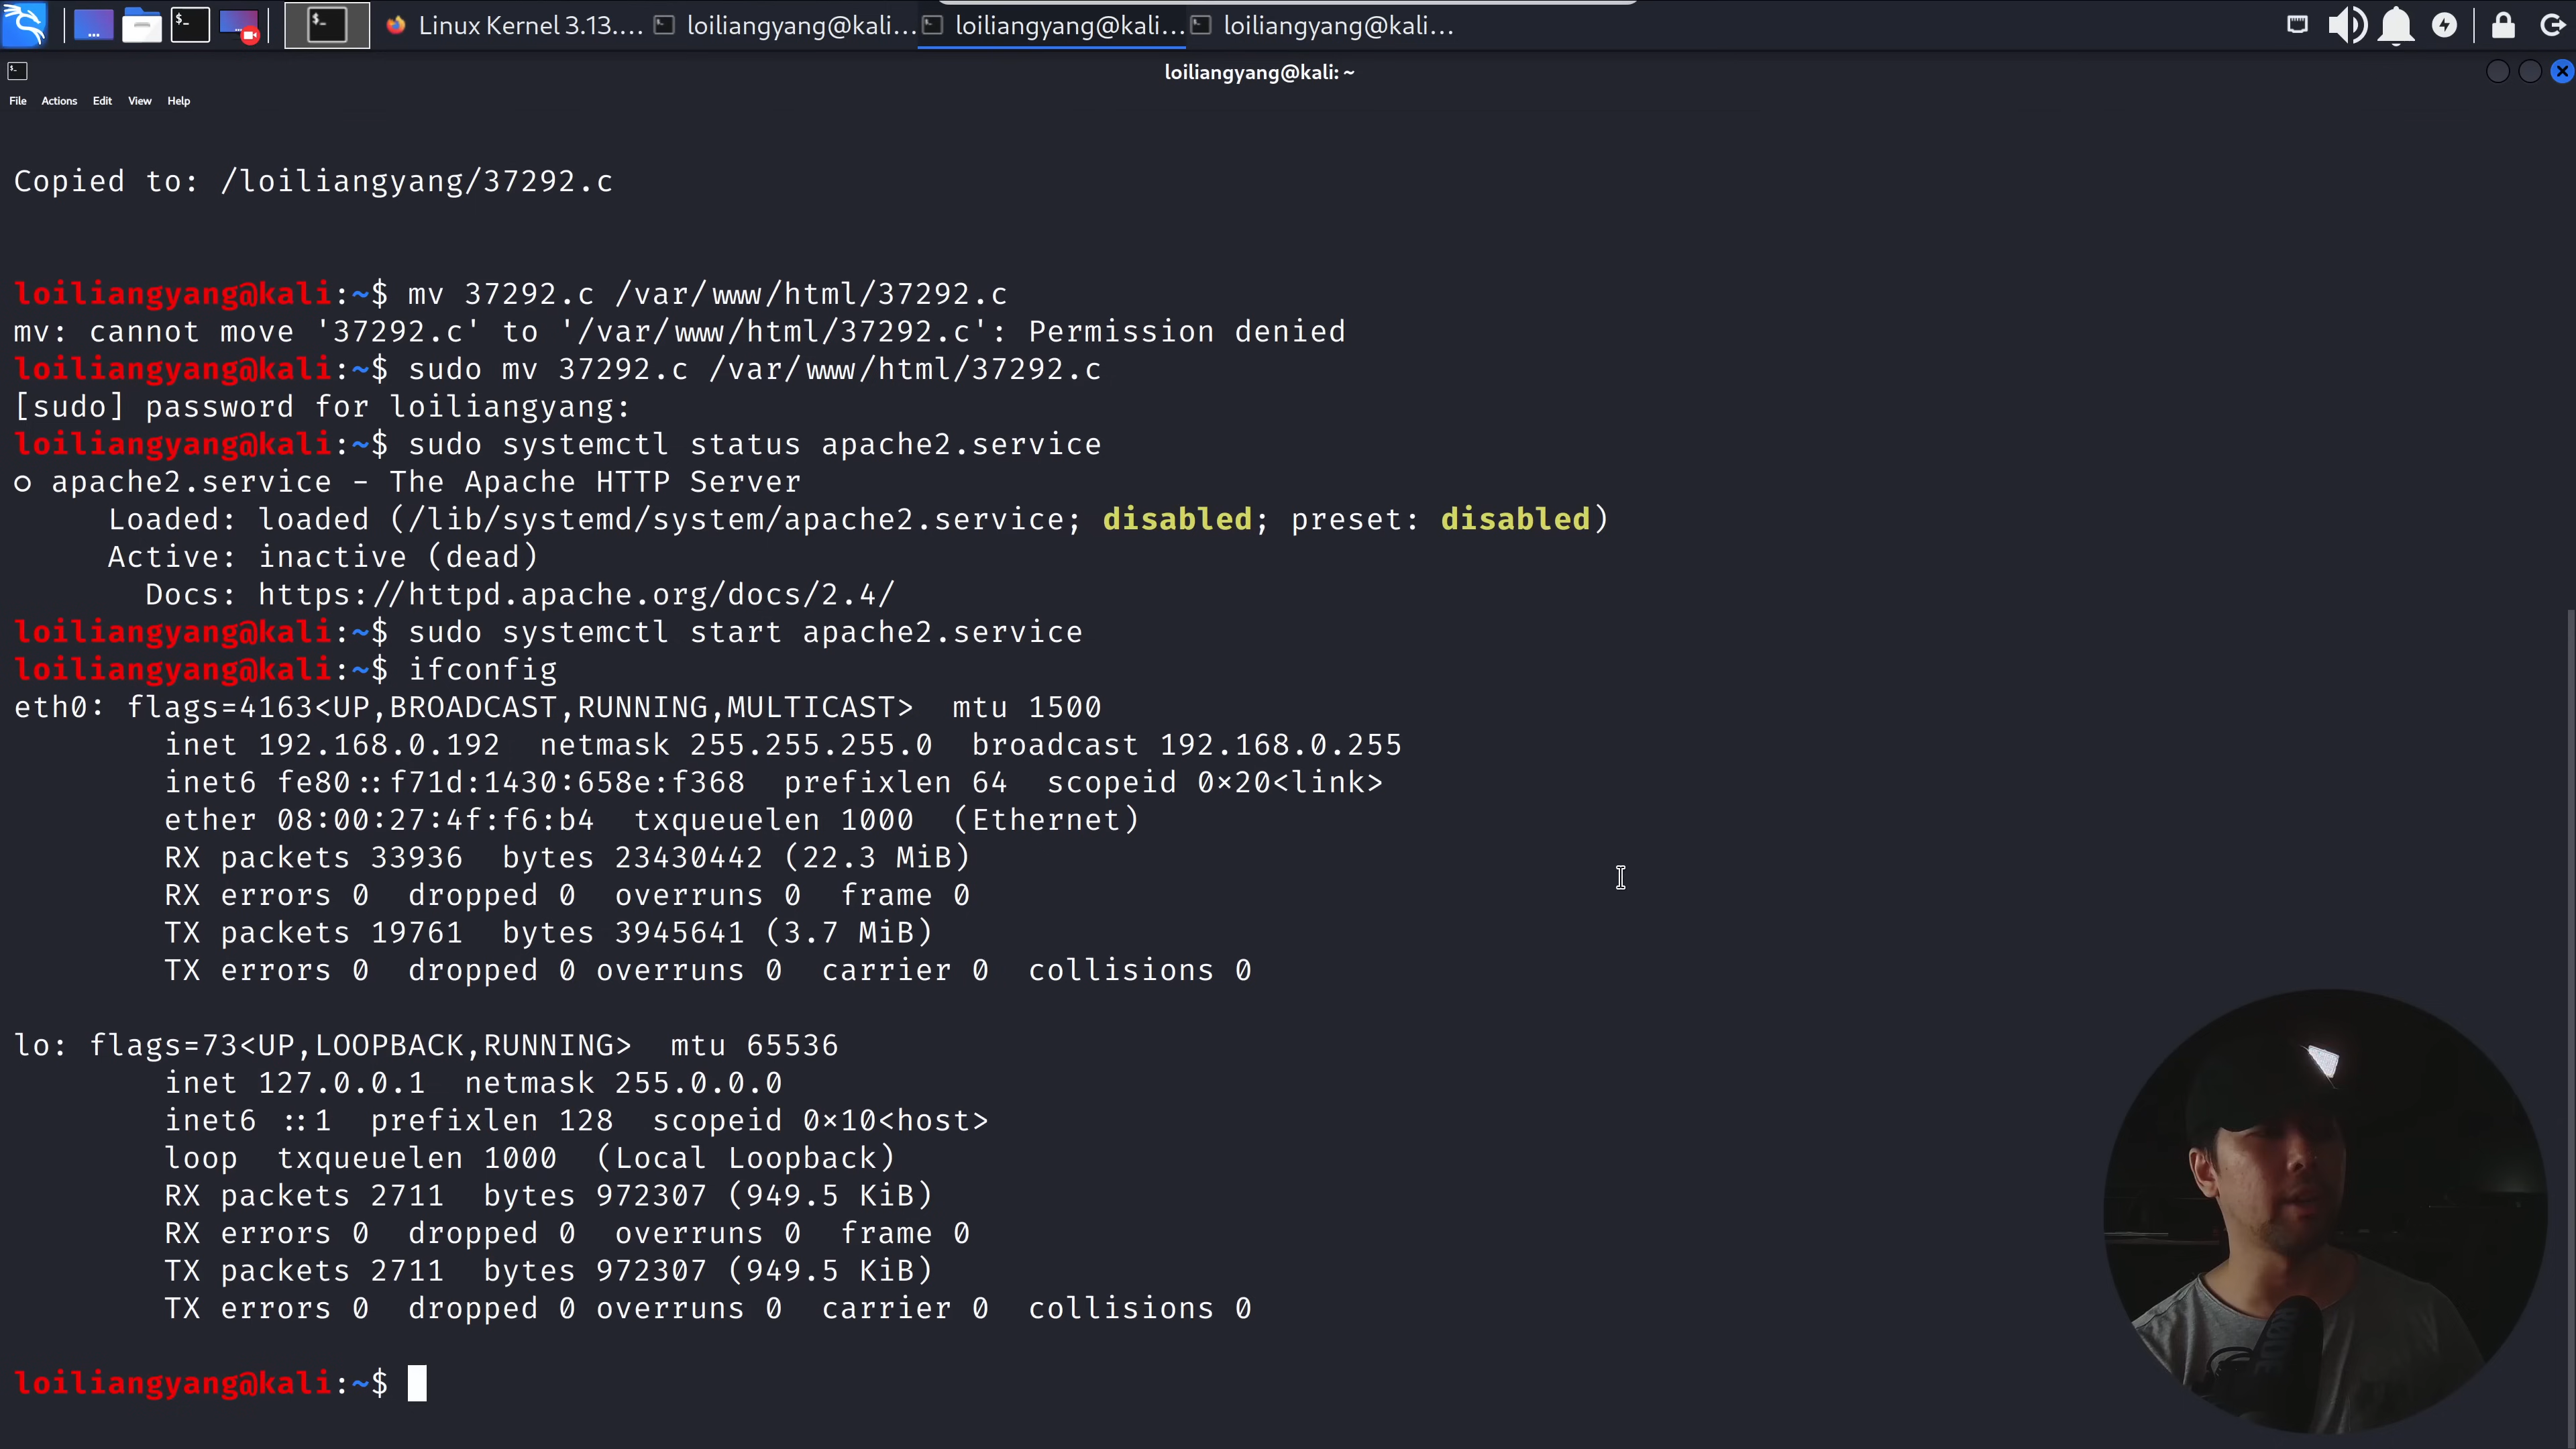 Linux Kernel 3.13....
loiliangyang@kali...
loiliangyang@kali...
loiliangyang@kali...
loiliangyang@kali: ~
File Actions Edit View Help
Copied to: /loiliangyang/37292.c
loiliangyang@kali:~$ mv 37292.c /var/www/html/37292.c
mv: cannot move '37292.c' to '/var/www/html/37292.c': Permission denied
loiliangyang@kali:~$ sudo mv 37292.c /var/www/html/37292.c
[sudo] password for loiliangyang:
loiliangyang@kali:~$ sudo systemctl status apache2.service
○ apache2.service - The Apache HTTP Server
Loaded: loaded (/lib/systemd/system/apache2.service; disabled; preset: disabled)
Active: inactive (dead)
Docs: https://httpd.apache.org/docs/2.4/
loiliangyang@kali:~$ sudo systemctl start apache2.service
loiliangyang@kali:~$ ifconfig
eth0: flags=4163<UP,BROADCAST,RUNNING,MULTICAST>  mtu 1500
inet 192.168.0.192  netmask 255.255.255.0  broadcast 192.168.0.255
inet6 fe80::f71d:1430:658e:f368  prefixlen 64  scopeid 0×20<link>
ether 08:00:27:4f:f6:b4  txqueuelen 1000  (Ethernet)
RX packets 33936  bytes 23430442 (22.3 MiB)
RX errors 0  dropped 0  overruns 0  frame 0
TX packets 19761  bytes 3945641 (3.7 MiB)
TX errors 0  dropped 0 overruns 0  carrier 0  collisions 0
lo: flags=73<UP,LOOPBACK,RUNNING>  mtu 65536
inet 127.0.0.1  netmask 255.0.0.0
inet6 ::1  prefixlen 128  scopeid 0×10<host>
loop  txqueuelen 1000  (Local Loopback)
RX packets 2711  bytes 972307 (949.5 KiB)
RX errors 0  dropped 0  overruns 0  frame 0
TX packets 2711  bytes 972307 (949.5 KiB)
TX errors 0  dropped 0 overruns 0  carrier 0  collisions 0
loiliangyang@kali:~$
RODE